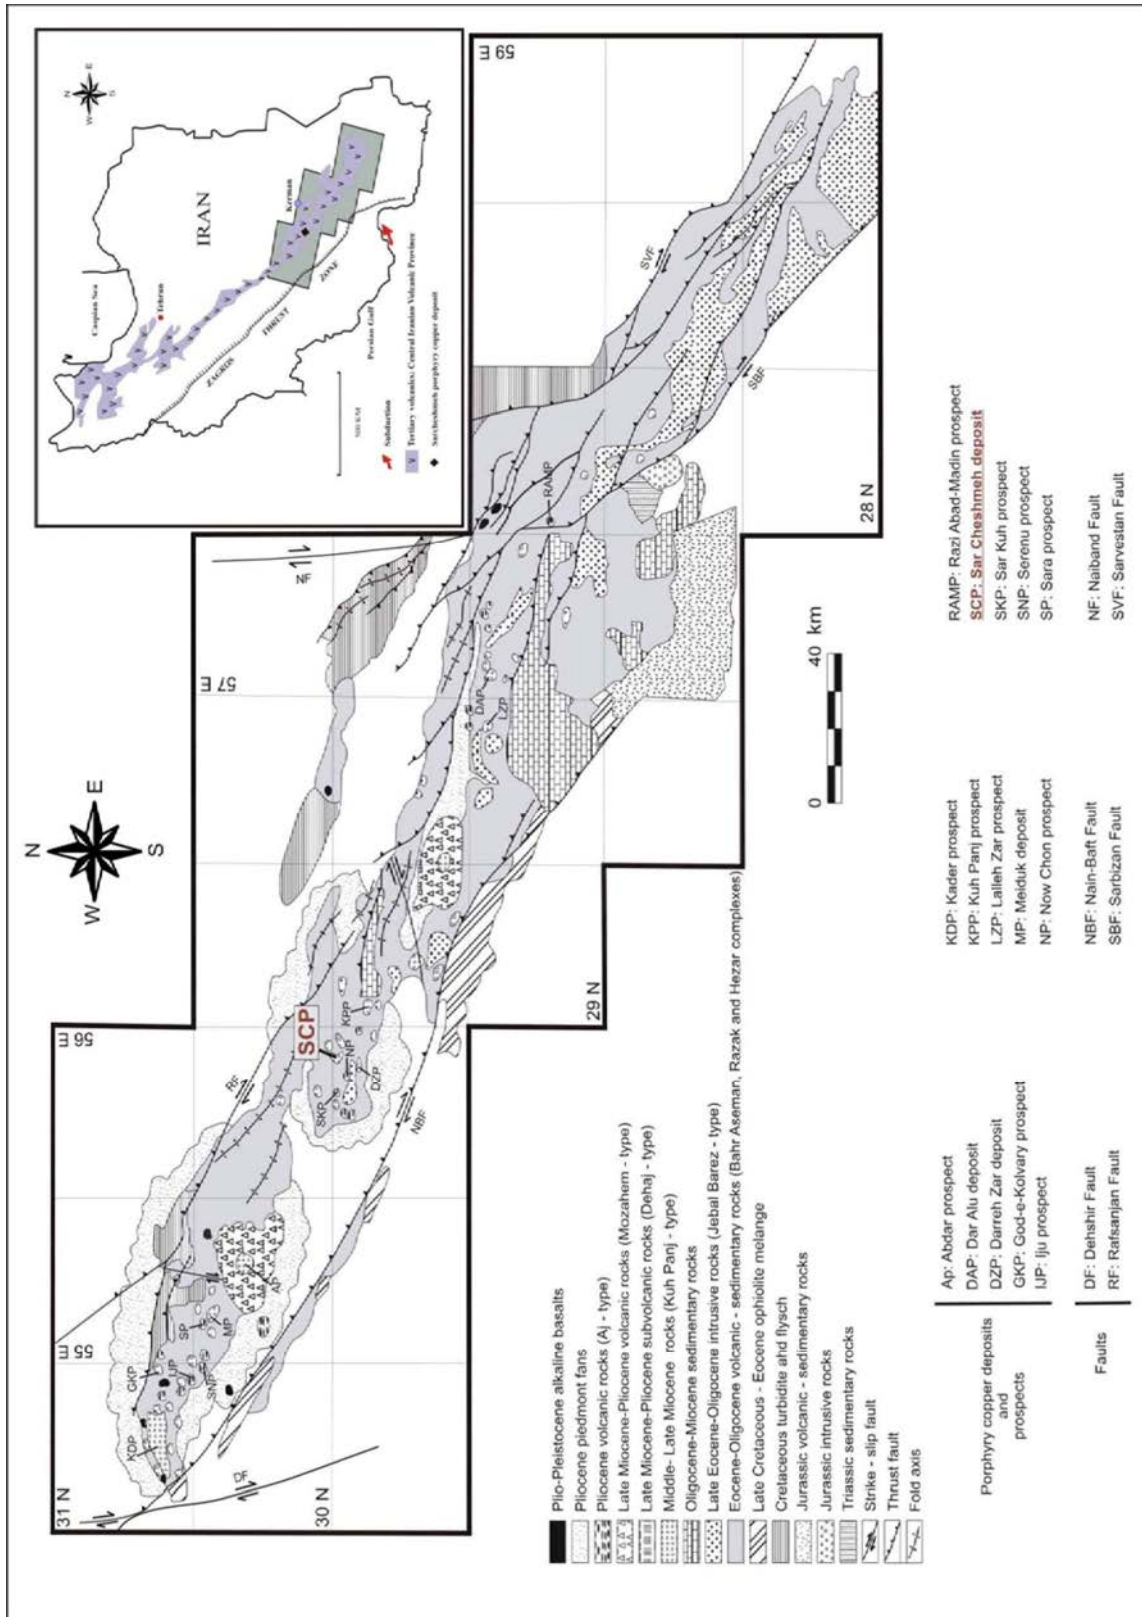 N
E
S
W
Caspian Sea
Tehran
IRAN
Kerman
ZAGROS
THRUST
ZONE
Persian Gulf
500 KM
Subduction
Tertiary volcanics: Central Iranian Volcanic Province
Sarcheshmeh porphyry copper deposit
N
E
S
W
31 N
30 N
29 N
28 N
55 E
56 E
57 E
59 E
DF
KDP
GKP
IJP
SNP
SP
MP
AP
RF
SCP
SKP
NP
KPP
DZP
NBF
DAP
LZP
NF
RAMP
SVF
SBF
0
40 km
Plio-Pleistocene alkaline basalts
Pliocene piedmont fans
Pliocene volcanic rocks (Aj - type)
Late Miocene-Pliocene volcanic rocks (Mozahem - type)
Late Miocene-Pliocene subvolcanic rocks (Dehaj - type)
Middle- Late Miocene rocks (Kuh Panj - type)
Oligocene-Miocene sedimentary rocks
Late Eocene-Oligocene intrusive rocks (Jebal Barez - type)
Eocene-Oligocene volcanic - sedimentary rocks (Bahr Aseman, Razak and Hezar complexes)
Late Cretaceous - Eocene ophiolite melange
Cretaceous turbidite ahd flysch
Jurassic volcanic - sedimentary rocks
Jurassic intrusive rocks
Triassic sedimentary rocks
Strike - slip fault
Thrust fault
Fold axis
Porphyry copper deposits
and
prospects
Ap: Abdar prospect
DAP: Dar Alu deposit
DZP: Darreh Zar deposit
GKP: God-e-Kolvary prospect
IJP: Iju prospect
KDP: Kader prospect
KPP: Kuh Panj prospect
LZP: Lalleh Zar prospect
MP: Meiduk deposit
NP: Now Chon prospect
RAMP: Razi Abad-Madin prospect
SCP: Sar Cheshmeh deposit
SKP: Sar Kuh prospect
SNP: Serenu prospect
SP: Sara prospect
Faults
DF: Dehshir Fault
RF: Rafsanjan Fault
NBF: Nain-Baft Fault
SBF: Sarbizan Fault
NF: Naiband Fault
SVF: Sarvestan Fault